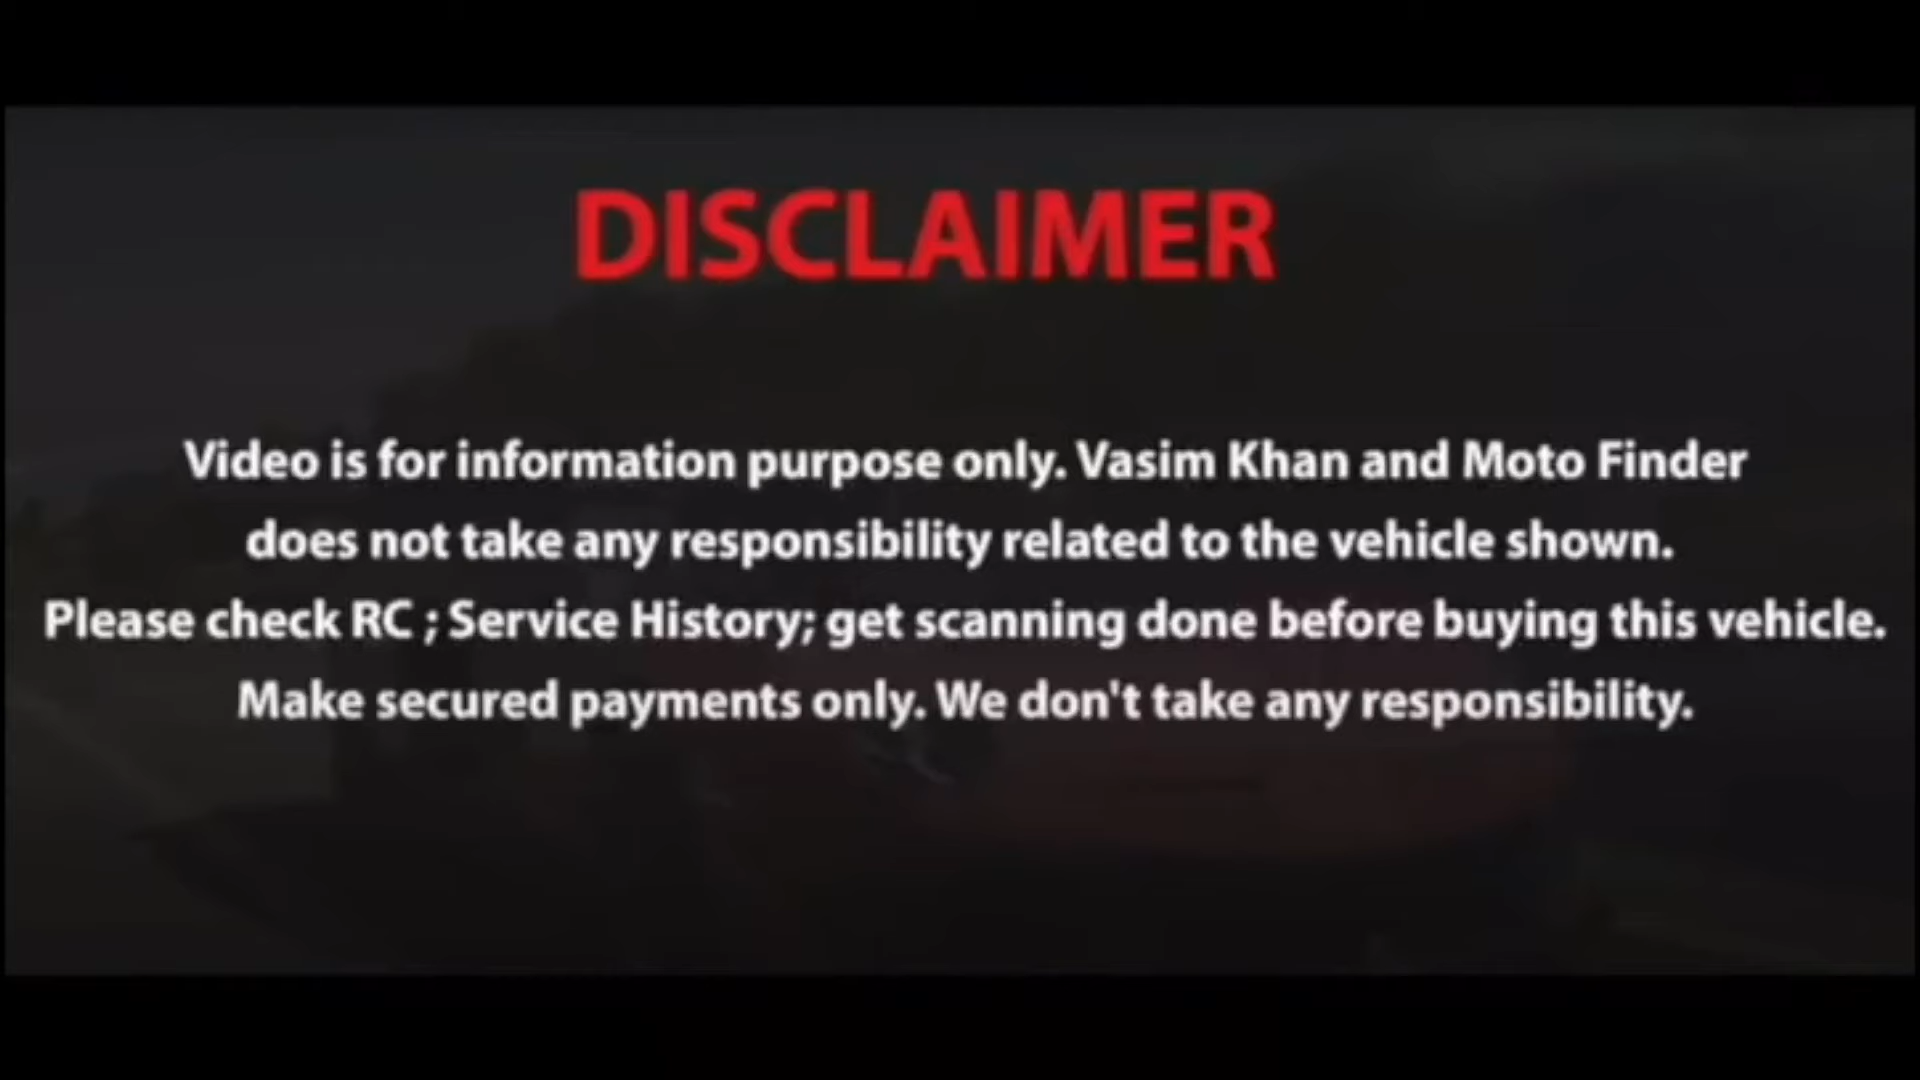 DISCLAIMER
Video is for information purpose only. Vasim Khan and Moto Finder
does not take any responsibility related to the vehicle shown.
Please check RC ; Service History; get scanning done before buying this vehicle.
Make secured payments only. We don't take any responsibility.